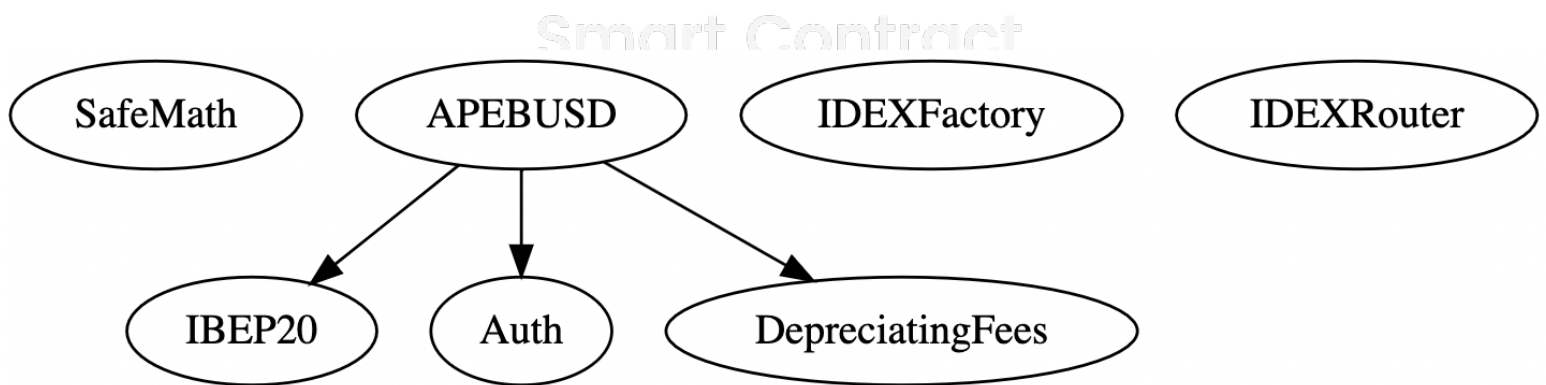 Smart Contract
SafeMath APEBUSD IDEXFactory IDEXRouter
IBEP20 Auth DepreciatingFees